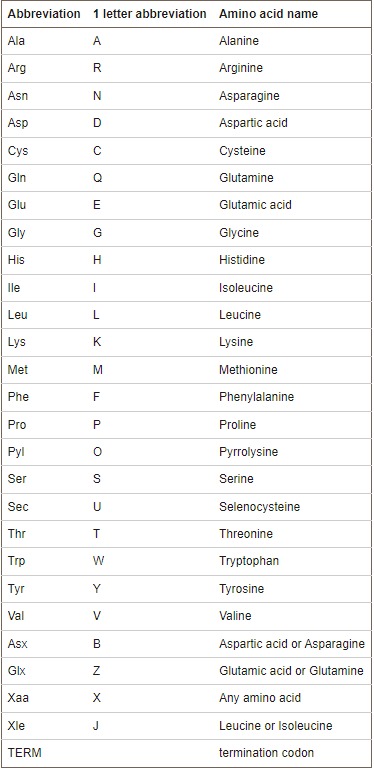 Abbreviation 1 letter abbreviation Amino acid name
Ala A Alanine
Arg R Arginine
Asn N Asparagine
Asp D Aspartic acid
Cys C Cysteine
Gln Q Glutamine
Glu E Glutamic acid
Gly G Glycine
His H Histidine
Ile I Isoleucine
Leu L Leucine
Lys K Lysine
Met M Methionine
Phe F Phenylalanine
Pro P Proline
Pyl O Pyrrolysine
Ser S Serine
Sec U Selenocysteine
Thr T Threonine
Trp W Tryptophan
Tyr Y Tyrosine
Val V Valine
Asx B Aspartic acid or Asparagine
Glx Z Glutamic acid or Glutamine
Xaa X Any amino acid
Xle J Leucine or Isoleucine
TERM termination codon